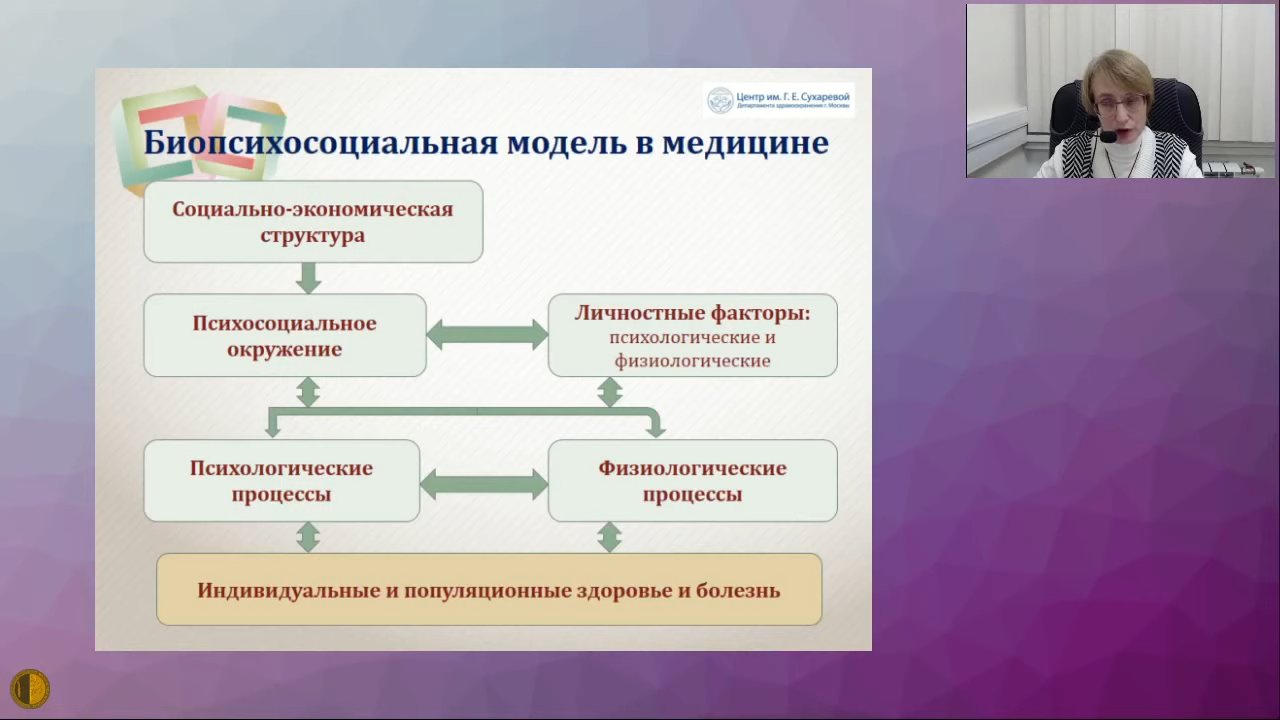 Центр им. Г. Е. Сухаревой
Департамента здравоохранения г. Москвы
Биопсихосоциальная модель в медицине
Социально-экономическая
структура
Психосоциальное
окружение
Личностные факторы:
психологические и
физиологические
Психологические
процессы
Физиологические
процессы
Индивидуальные и популяционные здоровье и болезнь